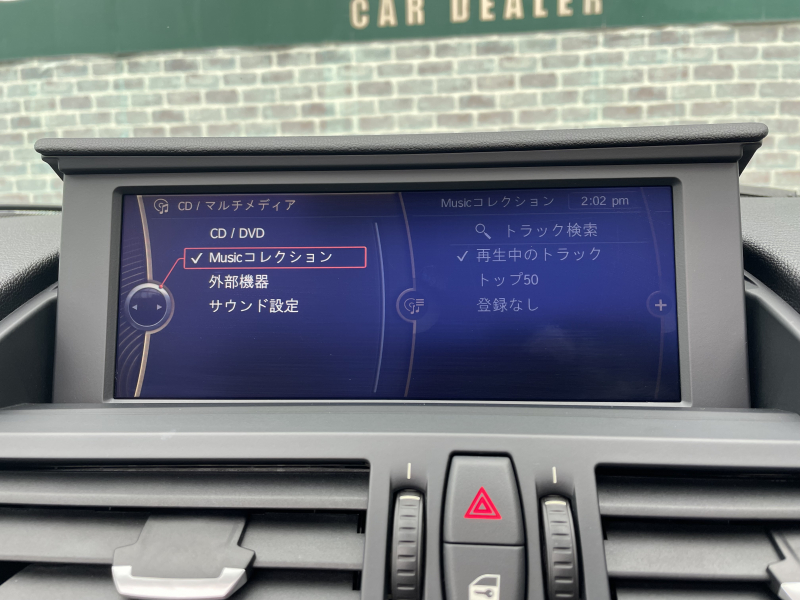 CAR DEALER
CD / マルチメディア
Musicコレクション
2:02 pm
CD / DVD
Musicコレクション
外部機器
サウンド設定
トラック検索
再生中のトラック
トップ50
登録なし